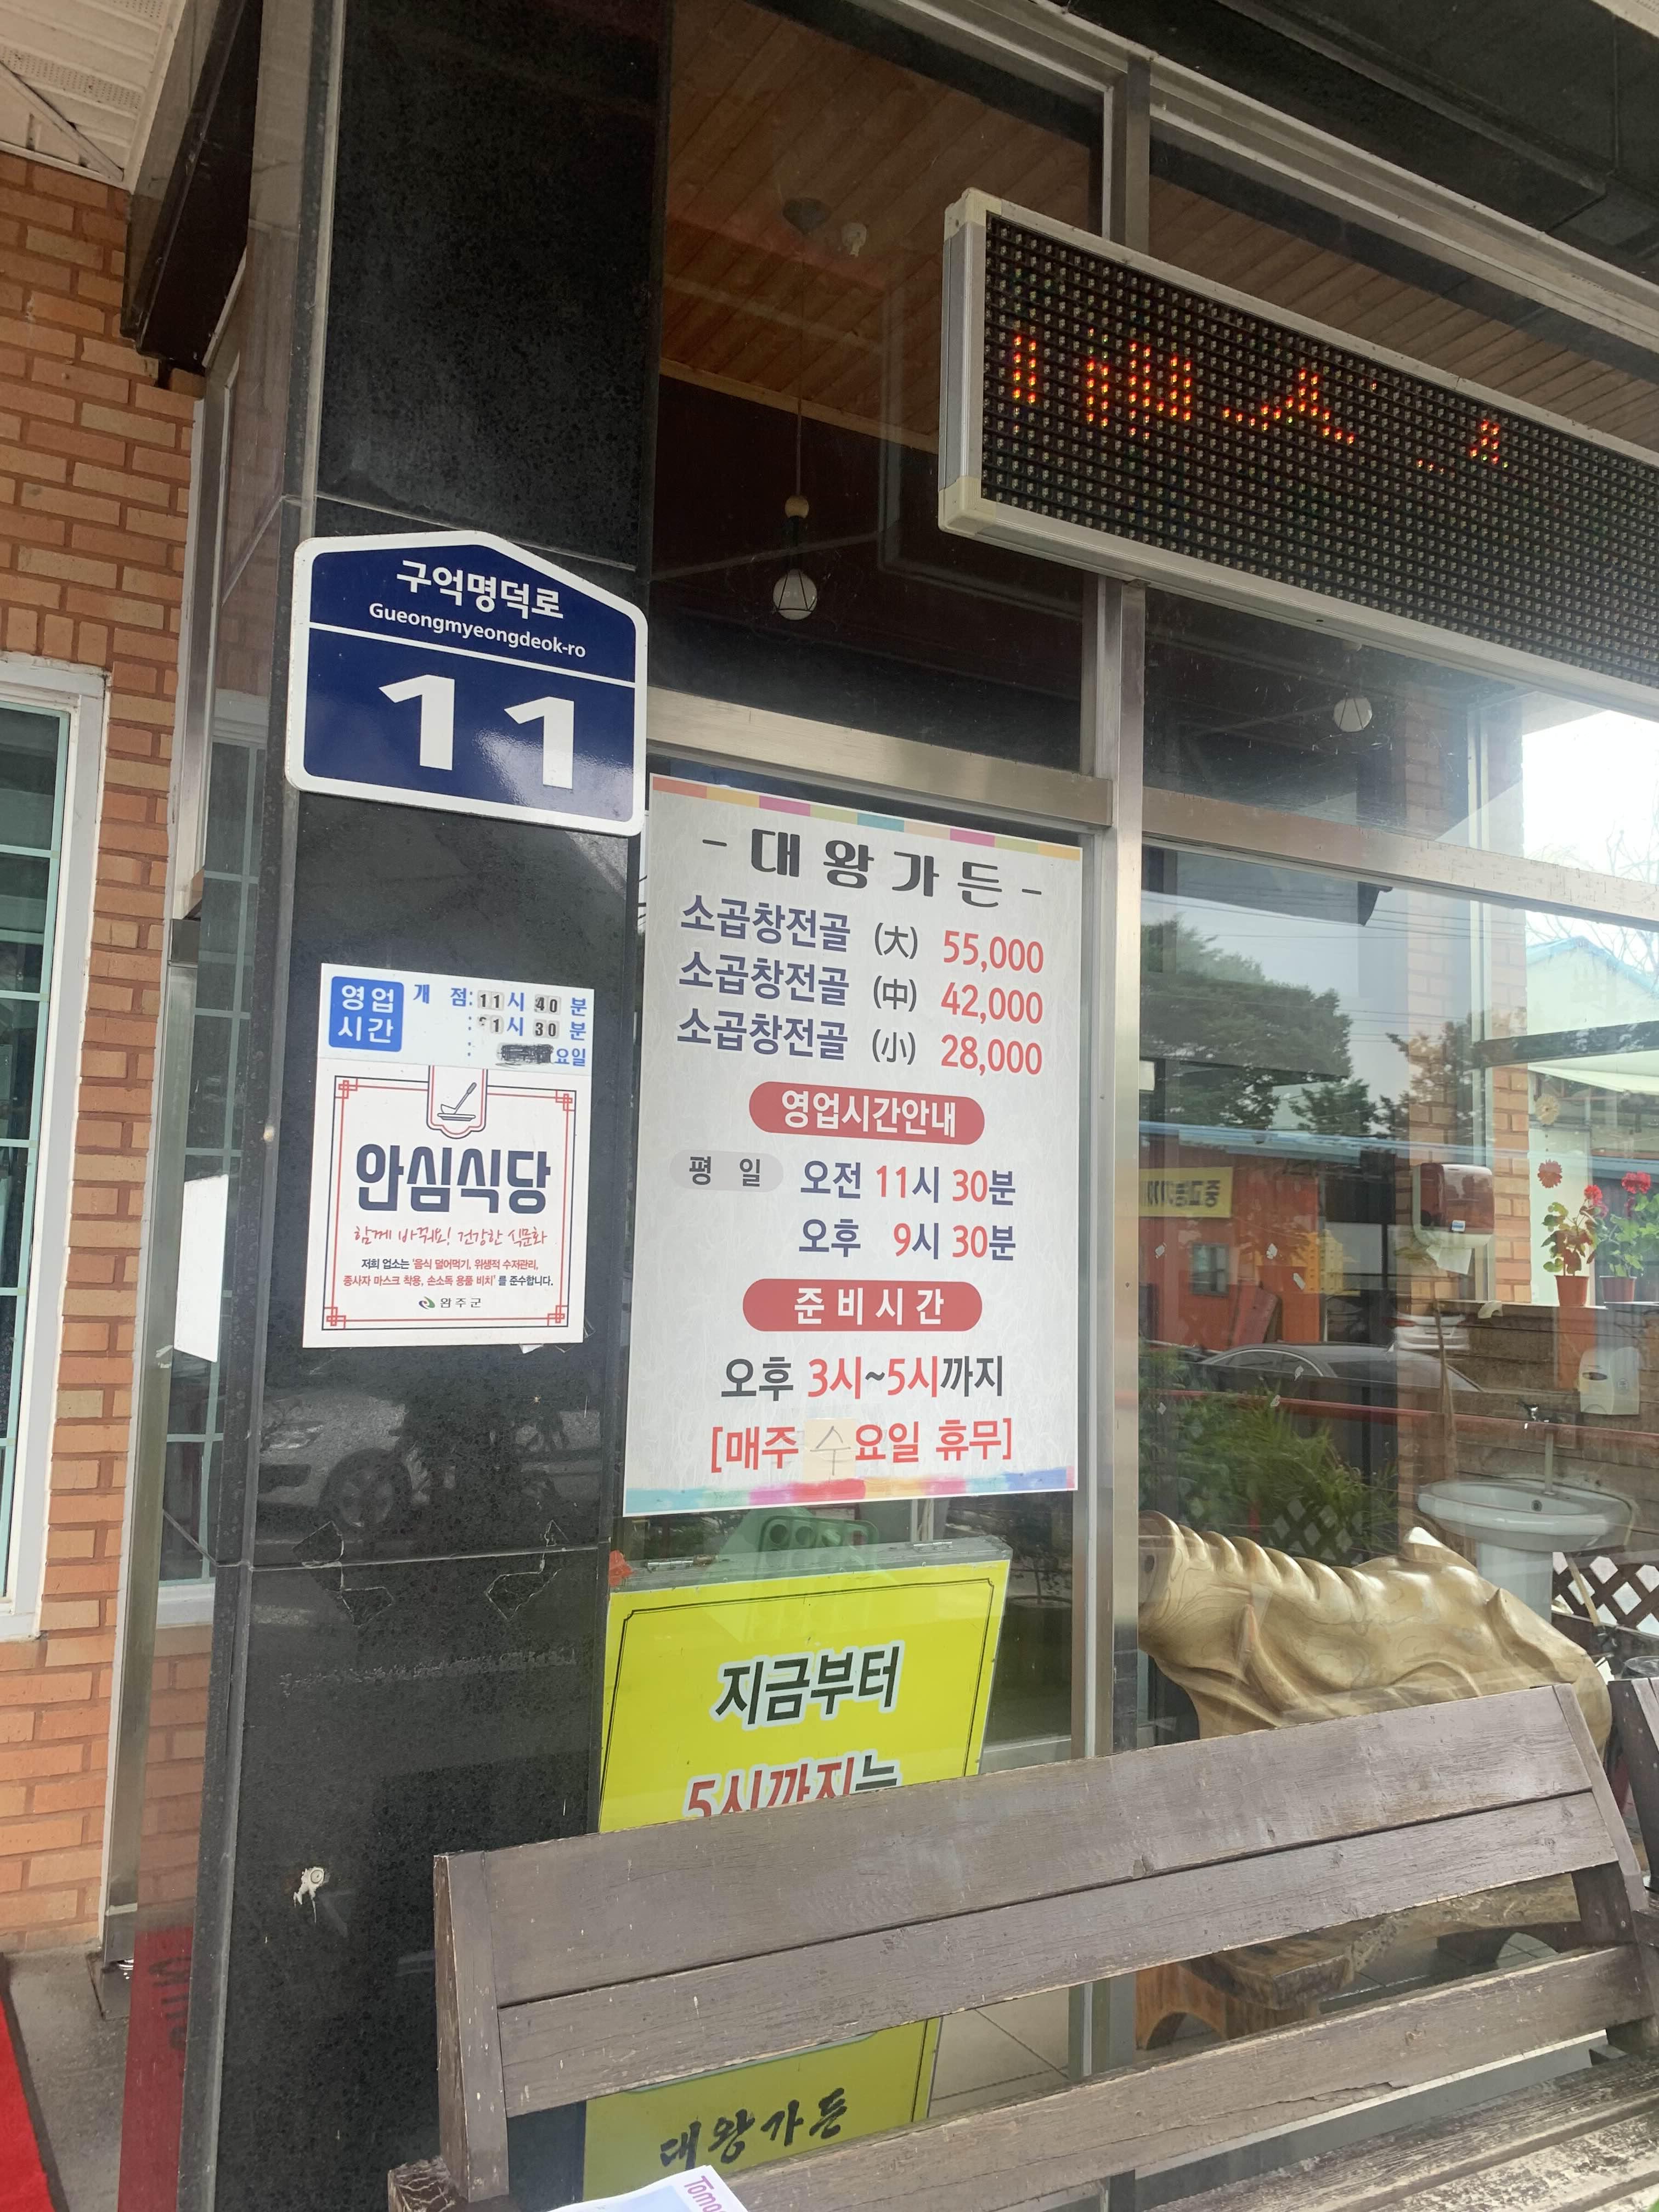 구억명덕로
Gueongmyeongdeok-ro
11
영업
시간
개 점: 11시 40 분
시 30 분
요일
안심식당
함께 바꿔요! 건강한 식문화
저희 업소는 '음식 덜어먹기, 위생적 수저관리,
종사자 마스크 착용, 손소독 용품 비치' 를 준수합니다.
완주군
- 대왕가든 -
소곱창전골 (大) 55,000
소곱창전골 (中) 42,000
소곱창전골 (小) 28,000
영업시간안내
평 일 오전 11시 30분
오후 9시 30분
준비시간
오후 3시~5시까지
[매주 수요일 휴무]
지금부터
5시까지는
대왕가든